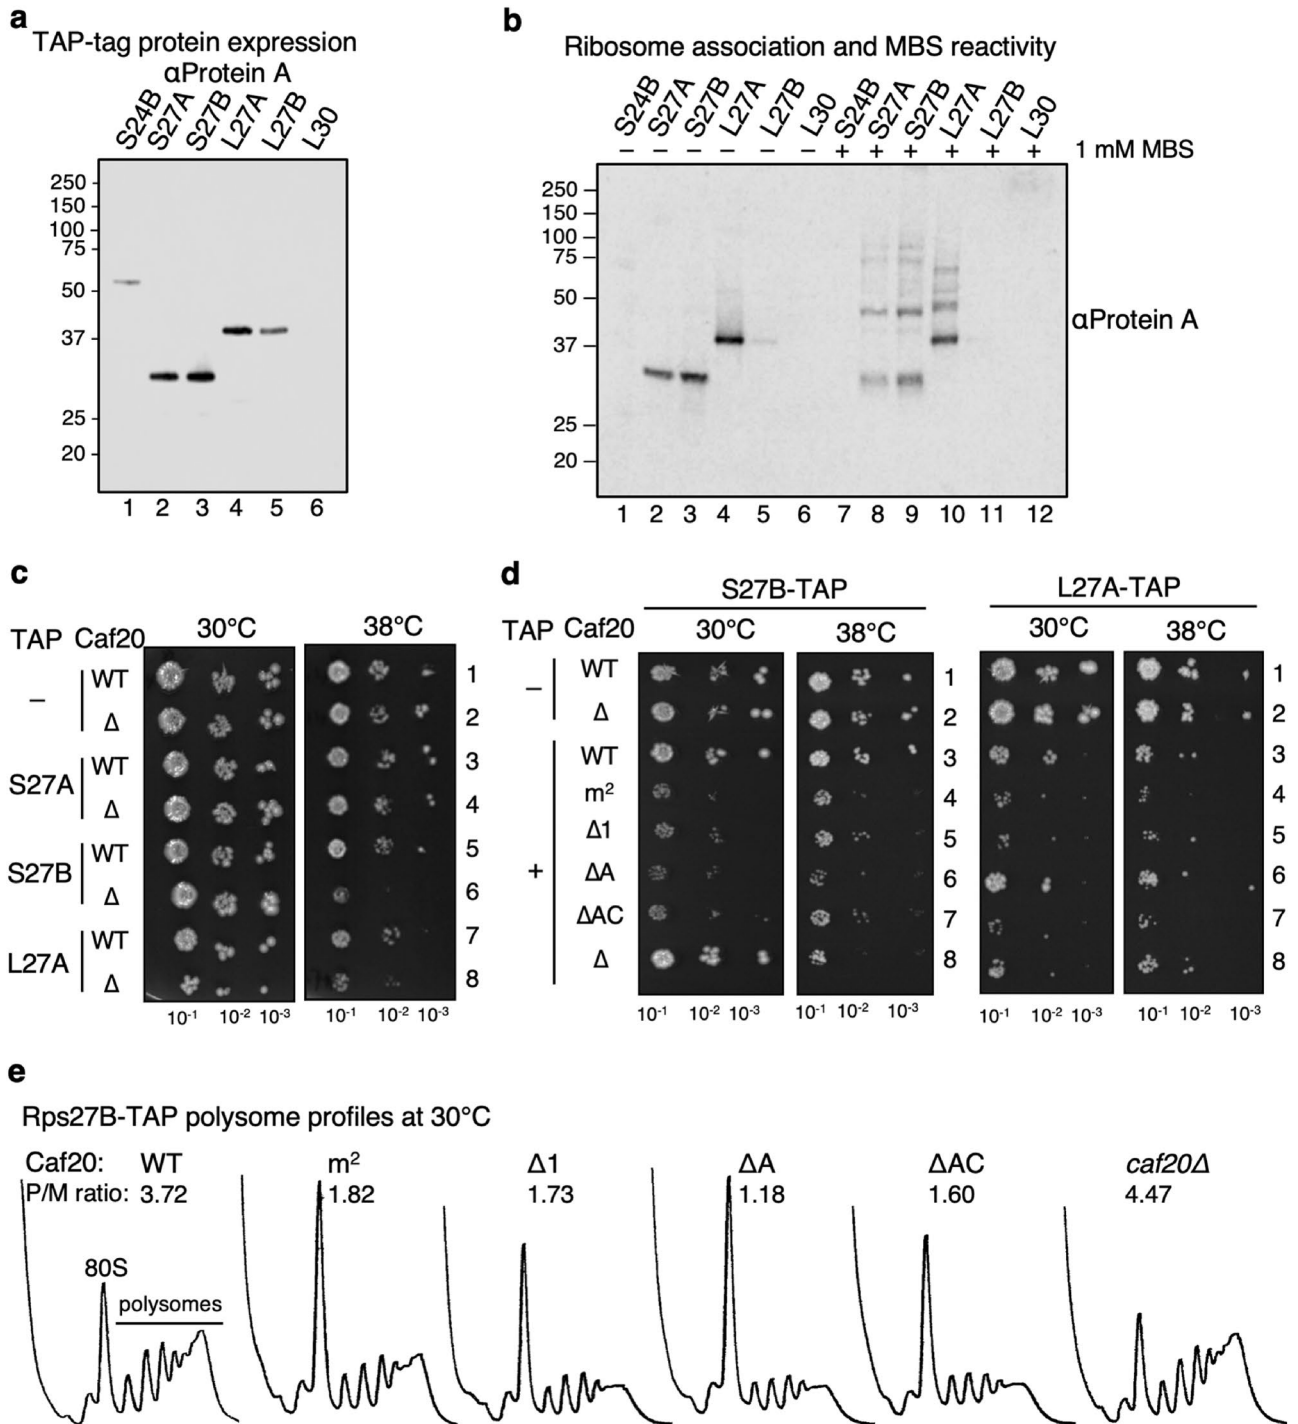 a
TAP-tag protein expression
αProtein A
S24B S27A S27B L27A L27B L30
250
150
100
75
50
37
25
20
1 2 3 4 5 6
b
Ribosome association and MBS reactivity
S24B S27A S27B L27A L27B L30 S24B S27A S27B L27A L27B L30
– – – – – – + + + + + + 1 mM MBS
250
150
100
75
50
37
25
20
αProtein A
1 2 3 4 5 6 7 8 9 10 11 12
c
30°C 38°C
TAP Caf20
– WT 1
Δ 2
S27A WT 3
Δ 4
S27B WT 5
Δ 6
L27A WT 7
Δ 8
10⁻¹ 10⁻² 10⁻³ 10⁻¹ 10⁻² 10⁻³
d
S27B-TAP L27A-TAP
TAP Caf20 30°C 38°C 30°C 38°C
– WT 1 1
Δ 2 2
+ WT 3 3
m² 4 4
Δ1 5 5
ΔA 6 6
ΔAC 7 7
Δ 8 8
10⁻¹ 10⁻² 10⁻³ 10⁻¹ 10⁻² 10⁻³ 10⁻¹ 10⁻² 10⁻³ 10⁻¹ 10⁻² 10⁻³
e
Rps27B-TAP polysome profiles at 30°C
Caf20: WT m² Δ1 ΔA ΔAC caf20Δ
P/M ratio: 3.72 1.82 1.73 1.18 1.60 4.47
80S
polysomes